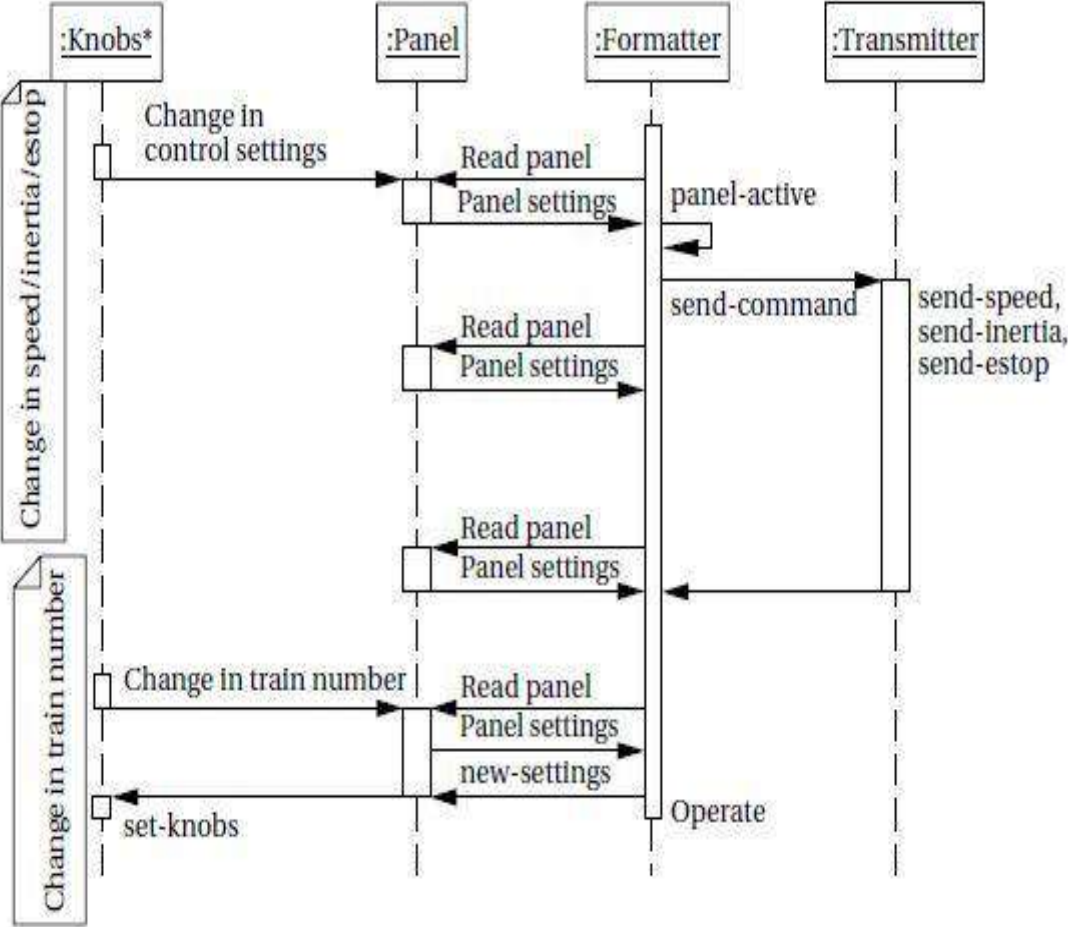 :Knobs*
:Panel
:Formatter
:Transmitter
Change in speed/inertia/estop
Change in
control settings
Read panel
Panel settings
panel-active
send-command
send-speed,
send-inertia,
send-estop
Read panel
Panel settings
Read panel
Panel settings
Change in train number
Change in train number
Read panel
Panel settings
new-settings
set-knobs
Operate